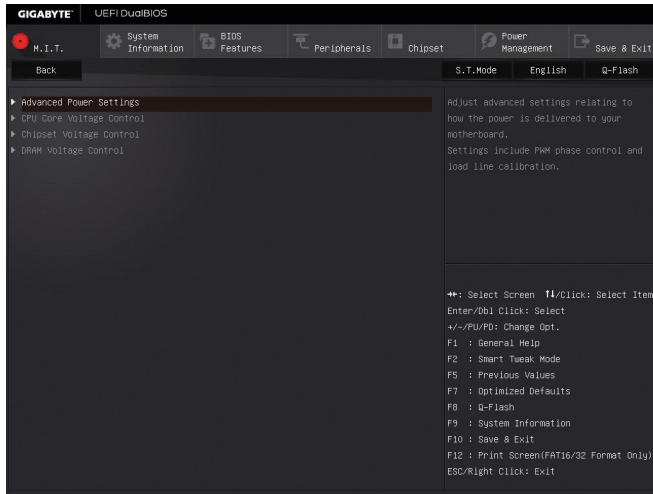 GIGABYTE™ UEFI DualBIOS
M.I.T.
System Information
BIOS Features
Peripherals
Chipset
Power Management
Save & Exit
Back
S.T.Mode English Q-Flash
Advanced Power Settings
CPU Core Voltage Control
Chipset Voltage Control
DRAM Voltage Control
Adjust advanced settings relating to
how the power is delivered to your
motherboard.
Settings include PWM phase control and
load line calibration.
→←: Select Screen ↑↓/Click: Select Item
Enter/Dbl Click: Select
+/-/PU/PD: Change Opt.
F1 : General Help
F2 : Smart Tweak Mode
F5 : Previous Values
F7 : Optimized Defaults
F8 : Q-Flash
F9 : System Information
F10 : Save & Exit
F12 : Print Screen(FAT16/32 Format Only)
ESC/Right Click: Exit